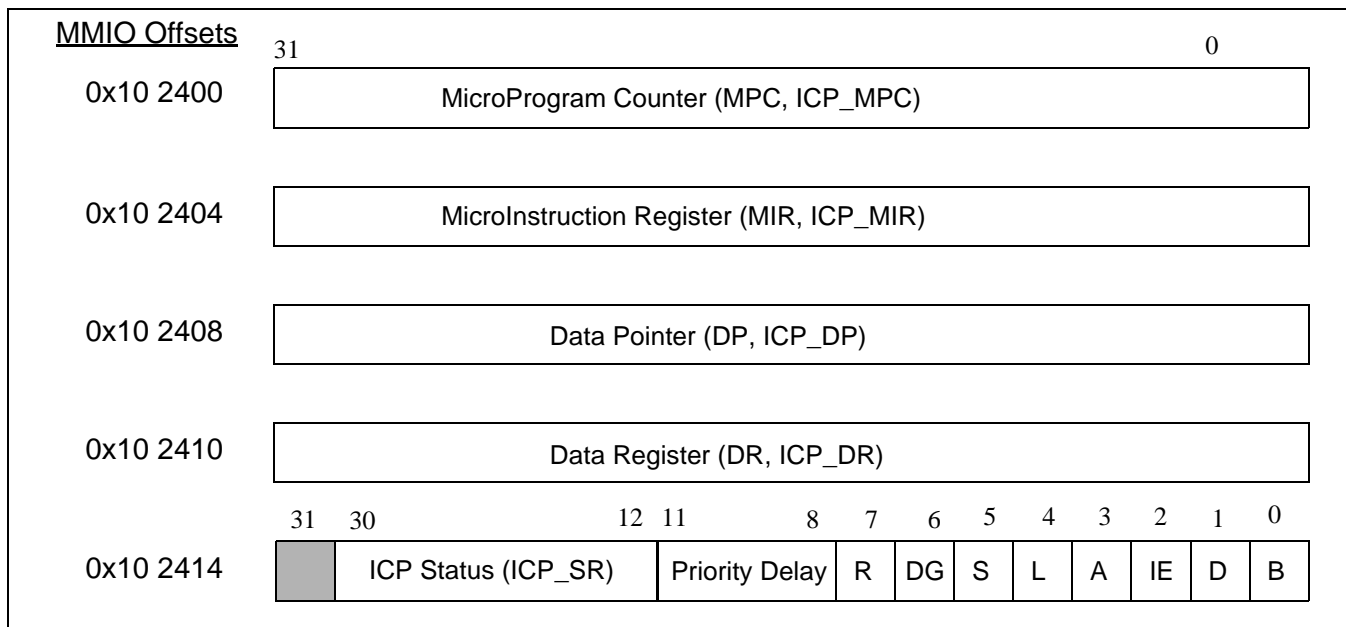 MMIO Offsets
31 0
0x10 2400 MicroProgram Counter (MPC, ICP_MPC)
0x10 2404 MicroInstruction Register (MIR, ICP_MIR)
0x10 2408 Data Pointer (DP, ICP_DP)
0x10 2410 Data Register (DR, ICP_DR)
31 30 12 11 8 7 6 5 4 3 2 1 0
0x10 2414 ICP Status (ICP_SR) Priority Delay R DG S L A IE D B